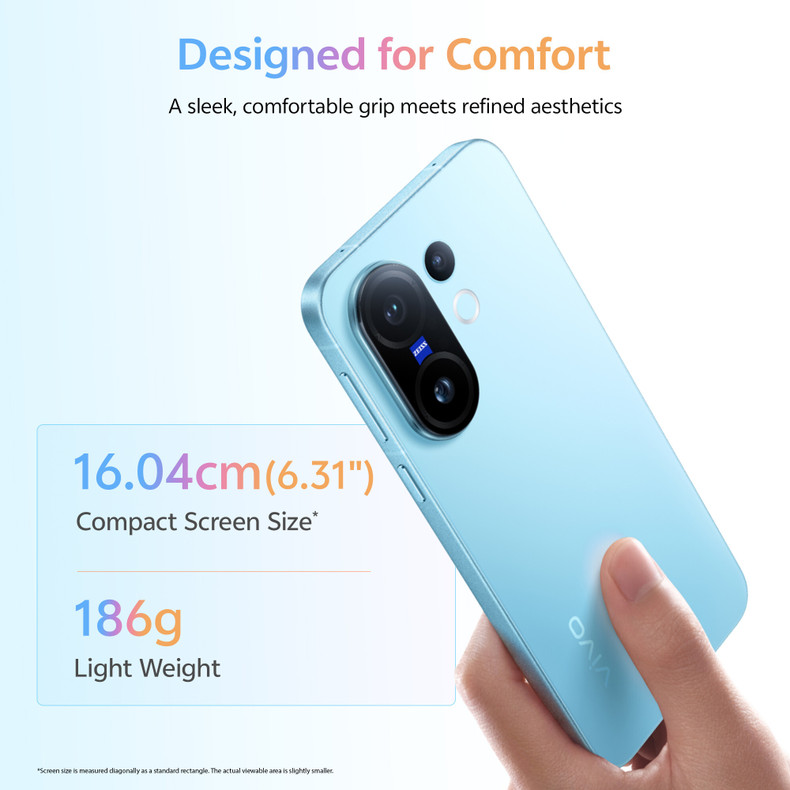 Designed for Comfort
A sleek, comfortable grip meets refined aesthetics
ZEISS
16.04cm(6.31")
Compact Screen Size*
186g
Light Weight
vivo
*Screen size is measured diagonally as a standard rectangle. The actual viewable area is slightly smaller.